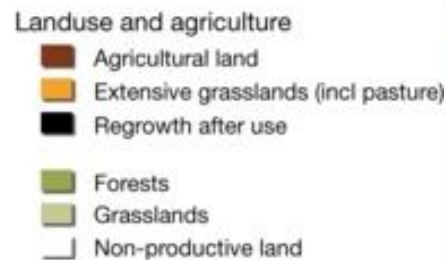 Landuse and agriculture
Agricultural land
Extensive grasslands (incl pasture)
Regrowth after use
Forests
Grasslands
Non-productive land